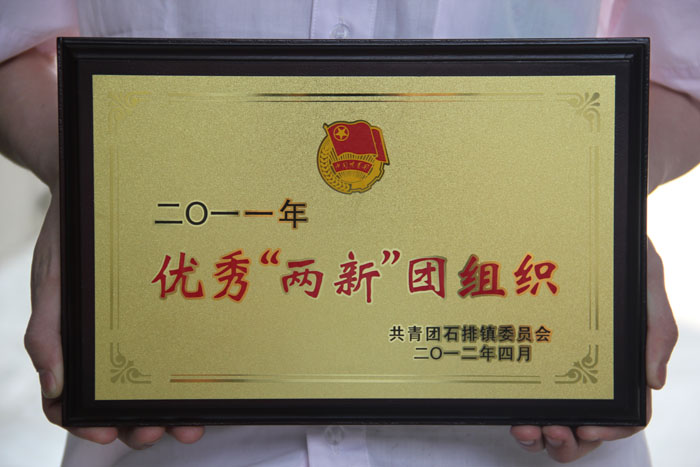 二〇一一年
优秀“两新”团组织
共青团石排镇委员会
二〇一二年四月